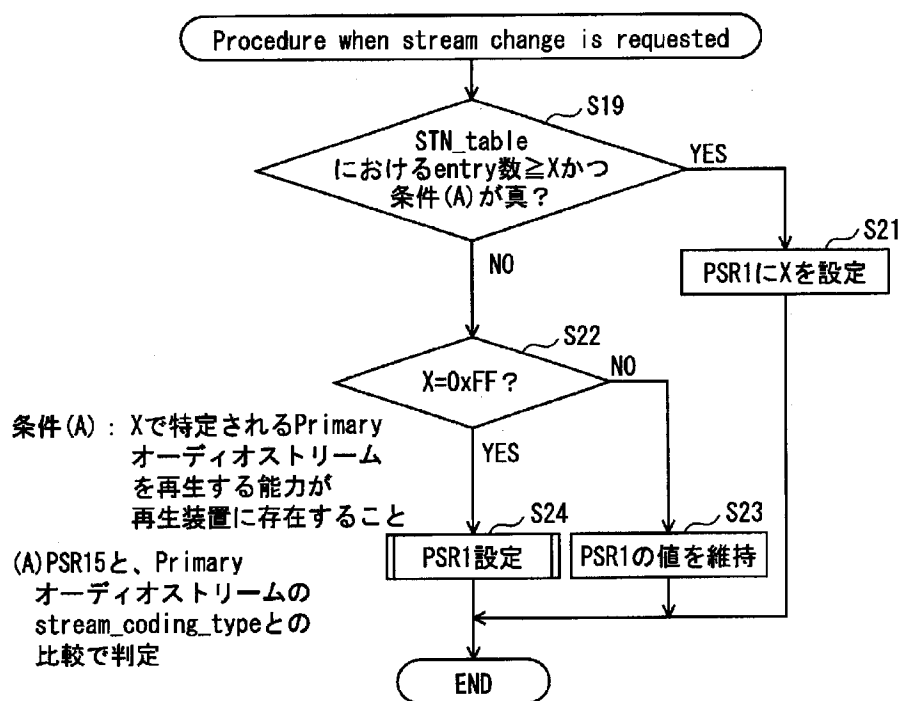 Procedure when stream change is requested
S19
STN_table
におけるentry数≧Xかつ
条件(A)が真?
YES
S21
PSR1にXを設定
NO
S22
X=0xFF?
NO
YES
条件(A): Xで特定されるPrimary
オーディオストリーム
を再生する能力が
再生装置に存在すること
(A)PSR15と、Primary
オーディオストリームの
stream_coding_typeとの
比較で判定
S24
PSR1設定
S23
PSR1の値を維持
END